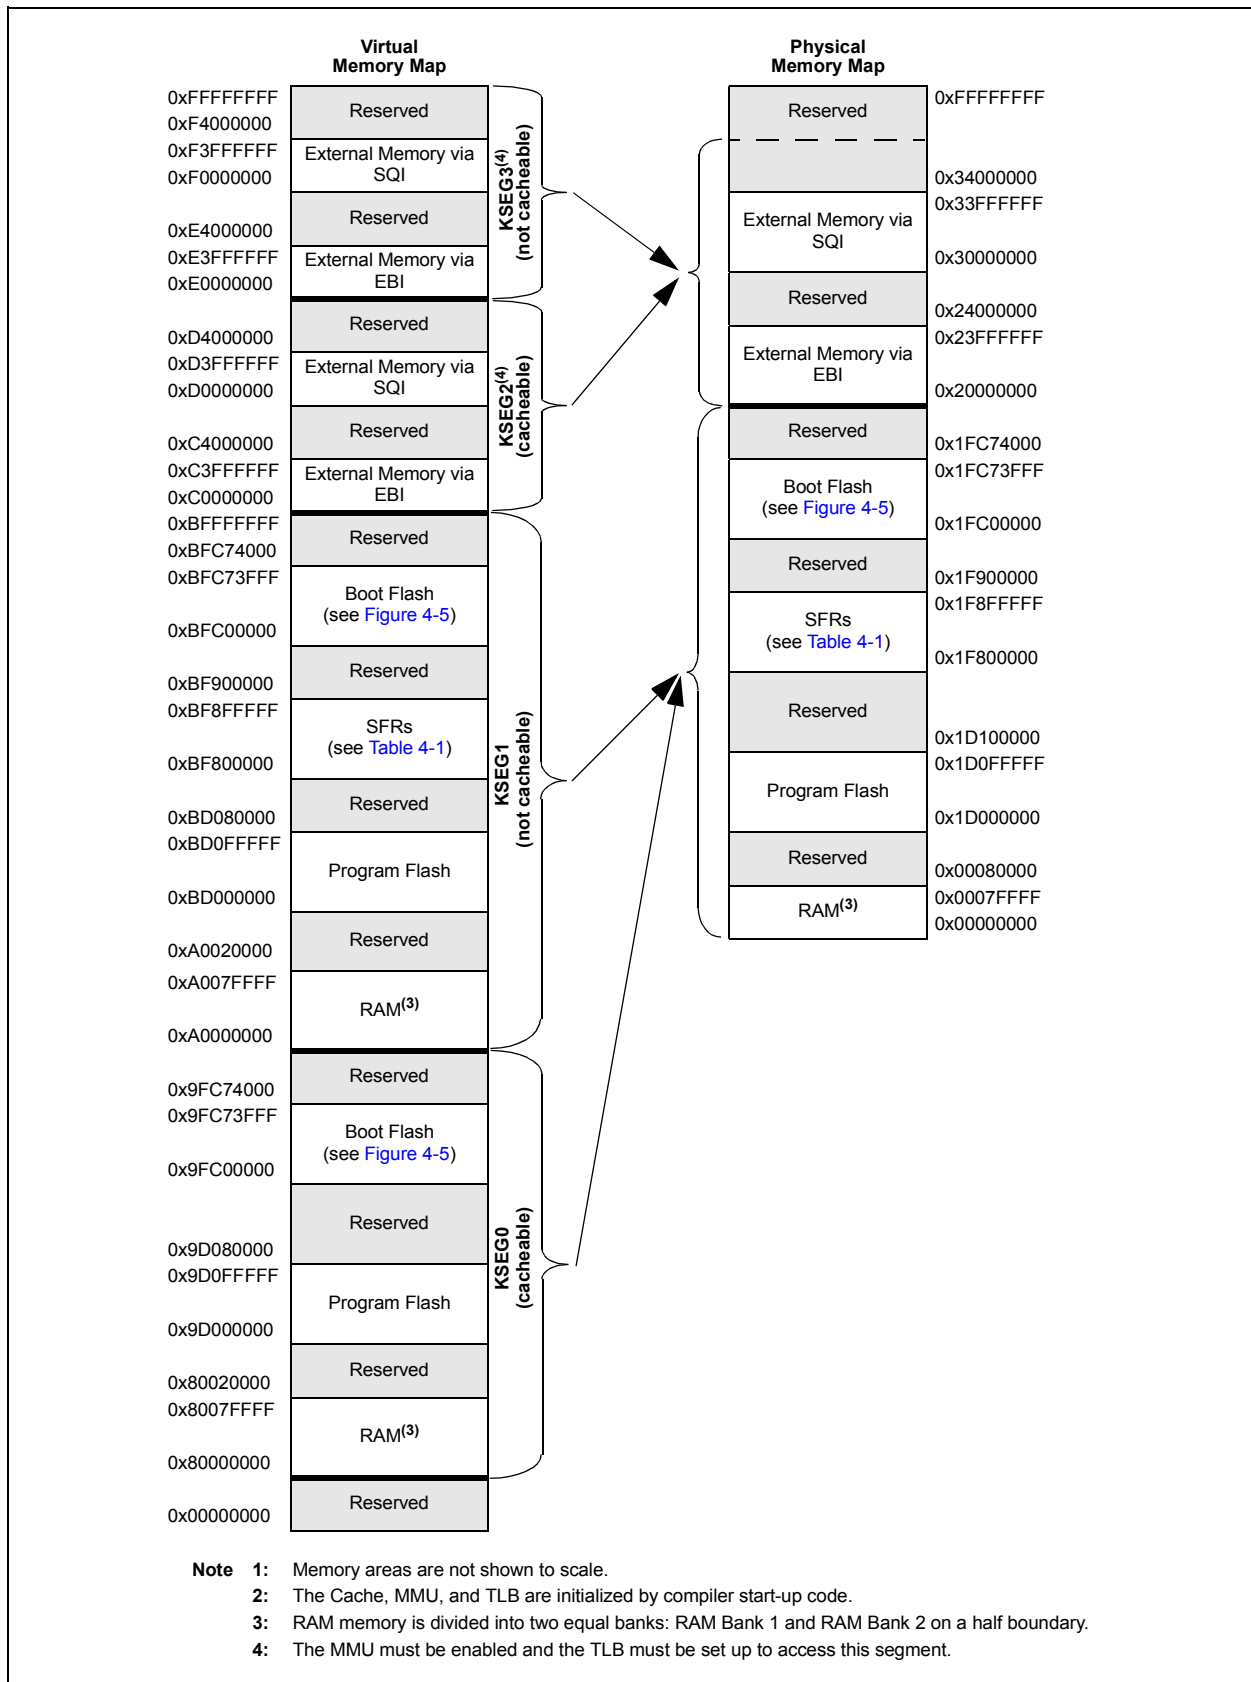 Virtual
Memory Map
0xFFFFFFFF
Reserved
0xF4000000
0xF3FFFFFF
External Memory via
SQI
0xF0000000
Reserved
0xE4000000
0xE3FFFFFF
External Memory via
EBI
0xE0000000
KSEG3(4)
(not cacheable)
Reserved
0xD4000000
0xD3FFFFFF
External Memory via
SQI
0xD0000000
Reserved
0xC4000000
0xC3FFFFFF
External Memory via
EBI
0xC0000000
KSEG2(4)
(cacheable)
0xBFFFFFFF
Reserved
0xBFC74000
0xBFC73FFF
Boot Flash
(see Figure 4-5)
0xBFC00000
Reserved
0xBF900000
0xBF8FFFFF
SFRs
(see Table 4-1)
0xBF800000
Reserved
0xBD080000
0xBD0FFFFF
Program Flash
0xBD000000
Reserved
0xA0020000
0xA007FFFF
RAM(3)
0xA0000000
KSEG1
(not cacheable)
Reserved
0x9FC74000
0x9FC73FFF
Boot Flash
(see Figure 4-5)
0x9FC00000
Reserved
0x9D080000
0x9D0FFFFF
Program Flash
0x9D000000
Reserved
0x80020000
0x8007FFFF
RAM(3)
0x80000000
KSEG0
(cacheable)
Reserved
0x00000000
Physical
Memory Map
0xFFFFFFFF
Reserved
0x34000000
0x33FFFFFF
External Memory via
SQI
0x30000000
Reserved
0x24000000
0x23FFFFFF
External Memory via
EBI
0x20000000
Reserved
0x1FC74000
0x1FC73FFF
Boot Flash
(see Figure 4-5)
0x1FC00000
Reserved
0x1F900000
0x1F8FFFFF
SFRs
(see Table 4-1)
0x1F800000
Reserved
0x1D100000
0x1D0FFFFF
Program Flash
0x1D000000
Reserved
0x00080000
0x0007FFFF
RAM(3)
0x00000000
Note 1: Memory areas are not shown to scale.
2: The Cache, MMU, and TLB are initialized by compiler start-up code.
3: RAM memory is divided into two equal banks: RAM Bank 1 and RAM Bank 2 on a half boundary.
4: The MMU must be enabled and the TLB must be set up to access this segment.